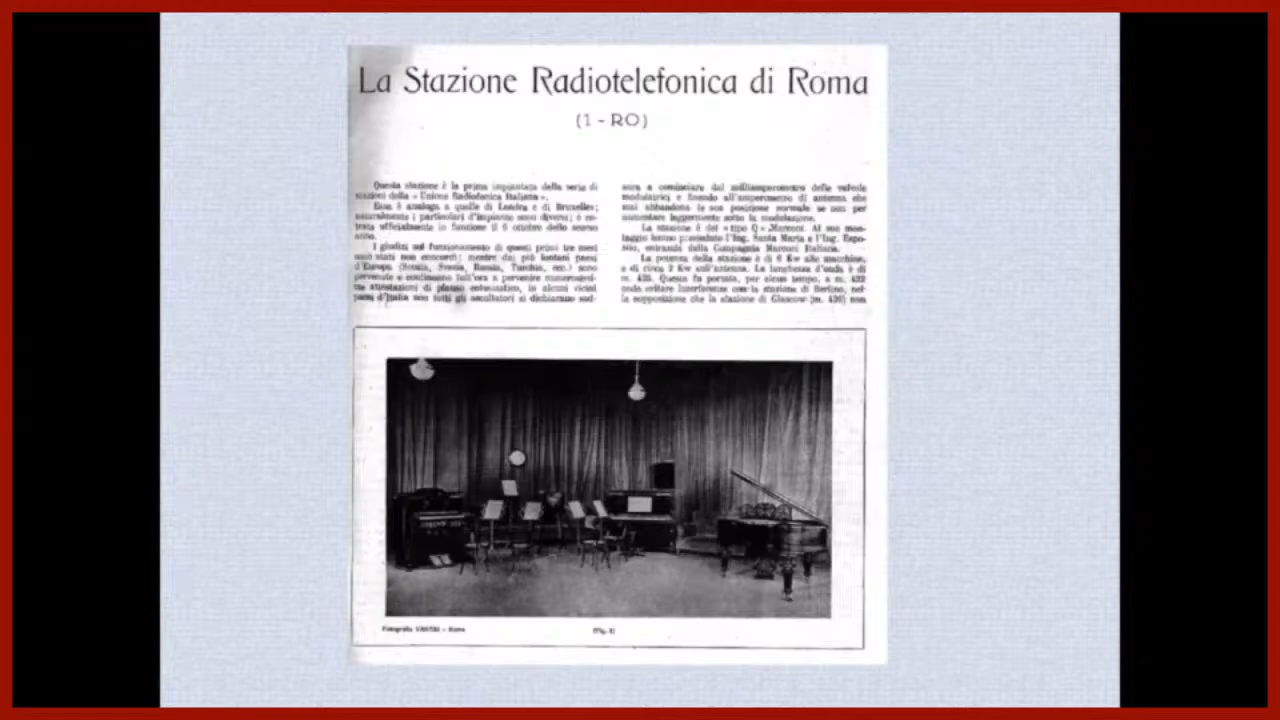 La Stazione Radiotelefonica di Roma
(1 - RO)
Questa stazione è la prima impiantata della serie di
stazioni della « Unione Radiofonica Italiana ».
Essa è analoga a quelle di Londra e di Bruxelles;
naturalmente i particolari d'impianto sono diversi; è en-
trata ufficialmente in funzione il 6 ottobre dello scorso
anno.
I giudizi sul funzionamento di questi primi tre mesi
sono stati non concordi; mentre dai più lontani paesi
d'Europa (Scozia, Svezia, Russia, Turchia, ecc.) sono
pervenute e continuano tutt'ora a pervenire numerosissi-
me attestazioni di plauso entusiastico, in alcuni vicini
paesi d'Italia non tutti gli ascoltatori si dichiarano sod-
sura a cominciare dal milliamperometro delle valvole
modulatrici e finendo all'amperometro di antenna che
mai abbandona la sua posizione normale se non per
aumentare leggermente sotto la modulazione.
La stazione è del « tipo Q » Marconi. Al suo mon-
taggio hanno presieduto l'Ing. Santa Maria e l'Ing. Espo-
sito, entrambi della Compagnia Marconi Italiana.
La potenza della stazione è di 6 Kw alle macchine,
e di circa 2 Kw sull'antenna. La lunghezza d'onda è di
m. 425. Questa fu portata, per alcun tempo, a m. 422
onde evitare interferenze con la stazione di Berlino, nel-
la supposizione che la stazione di Glascow (m. 420) non
Fotografia - Roma